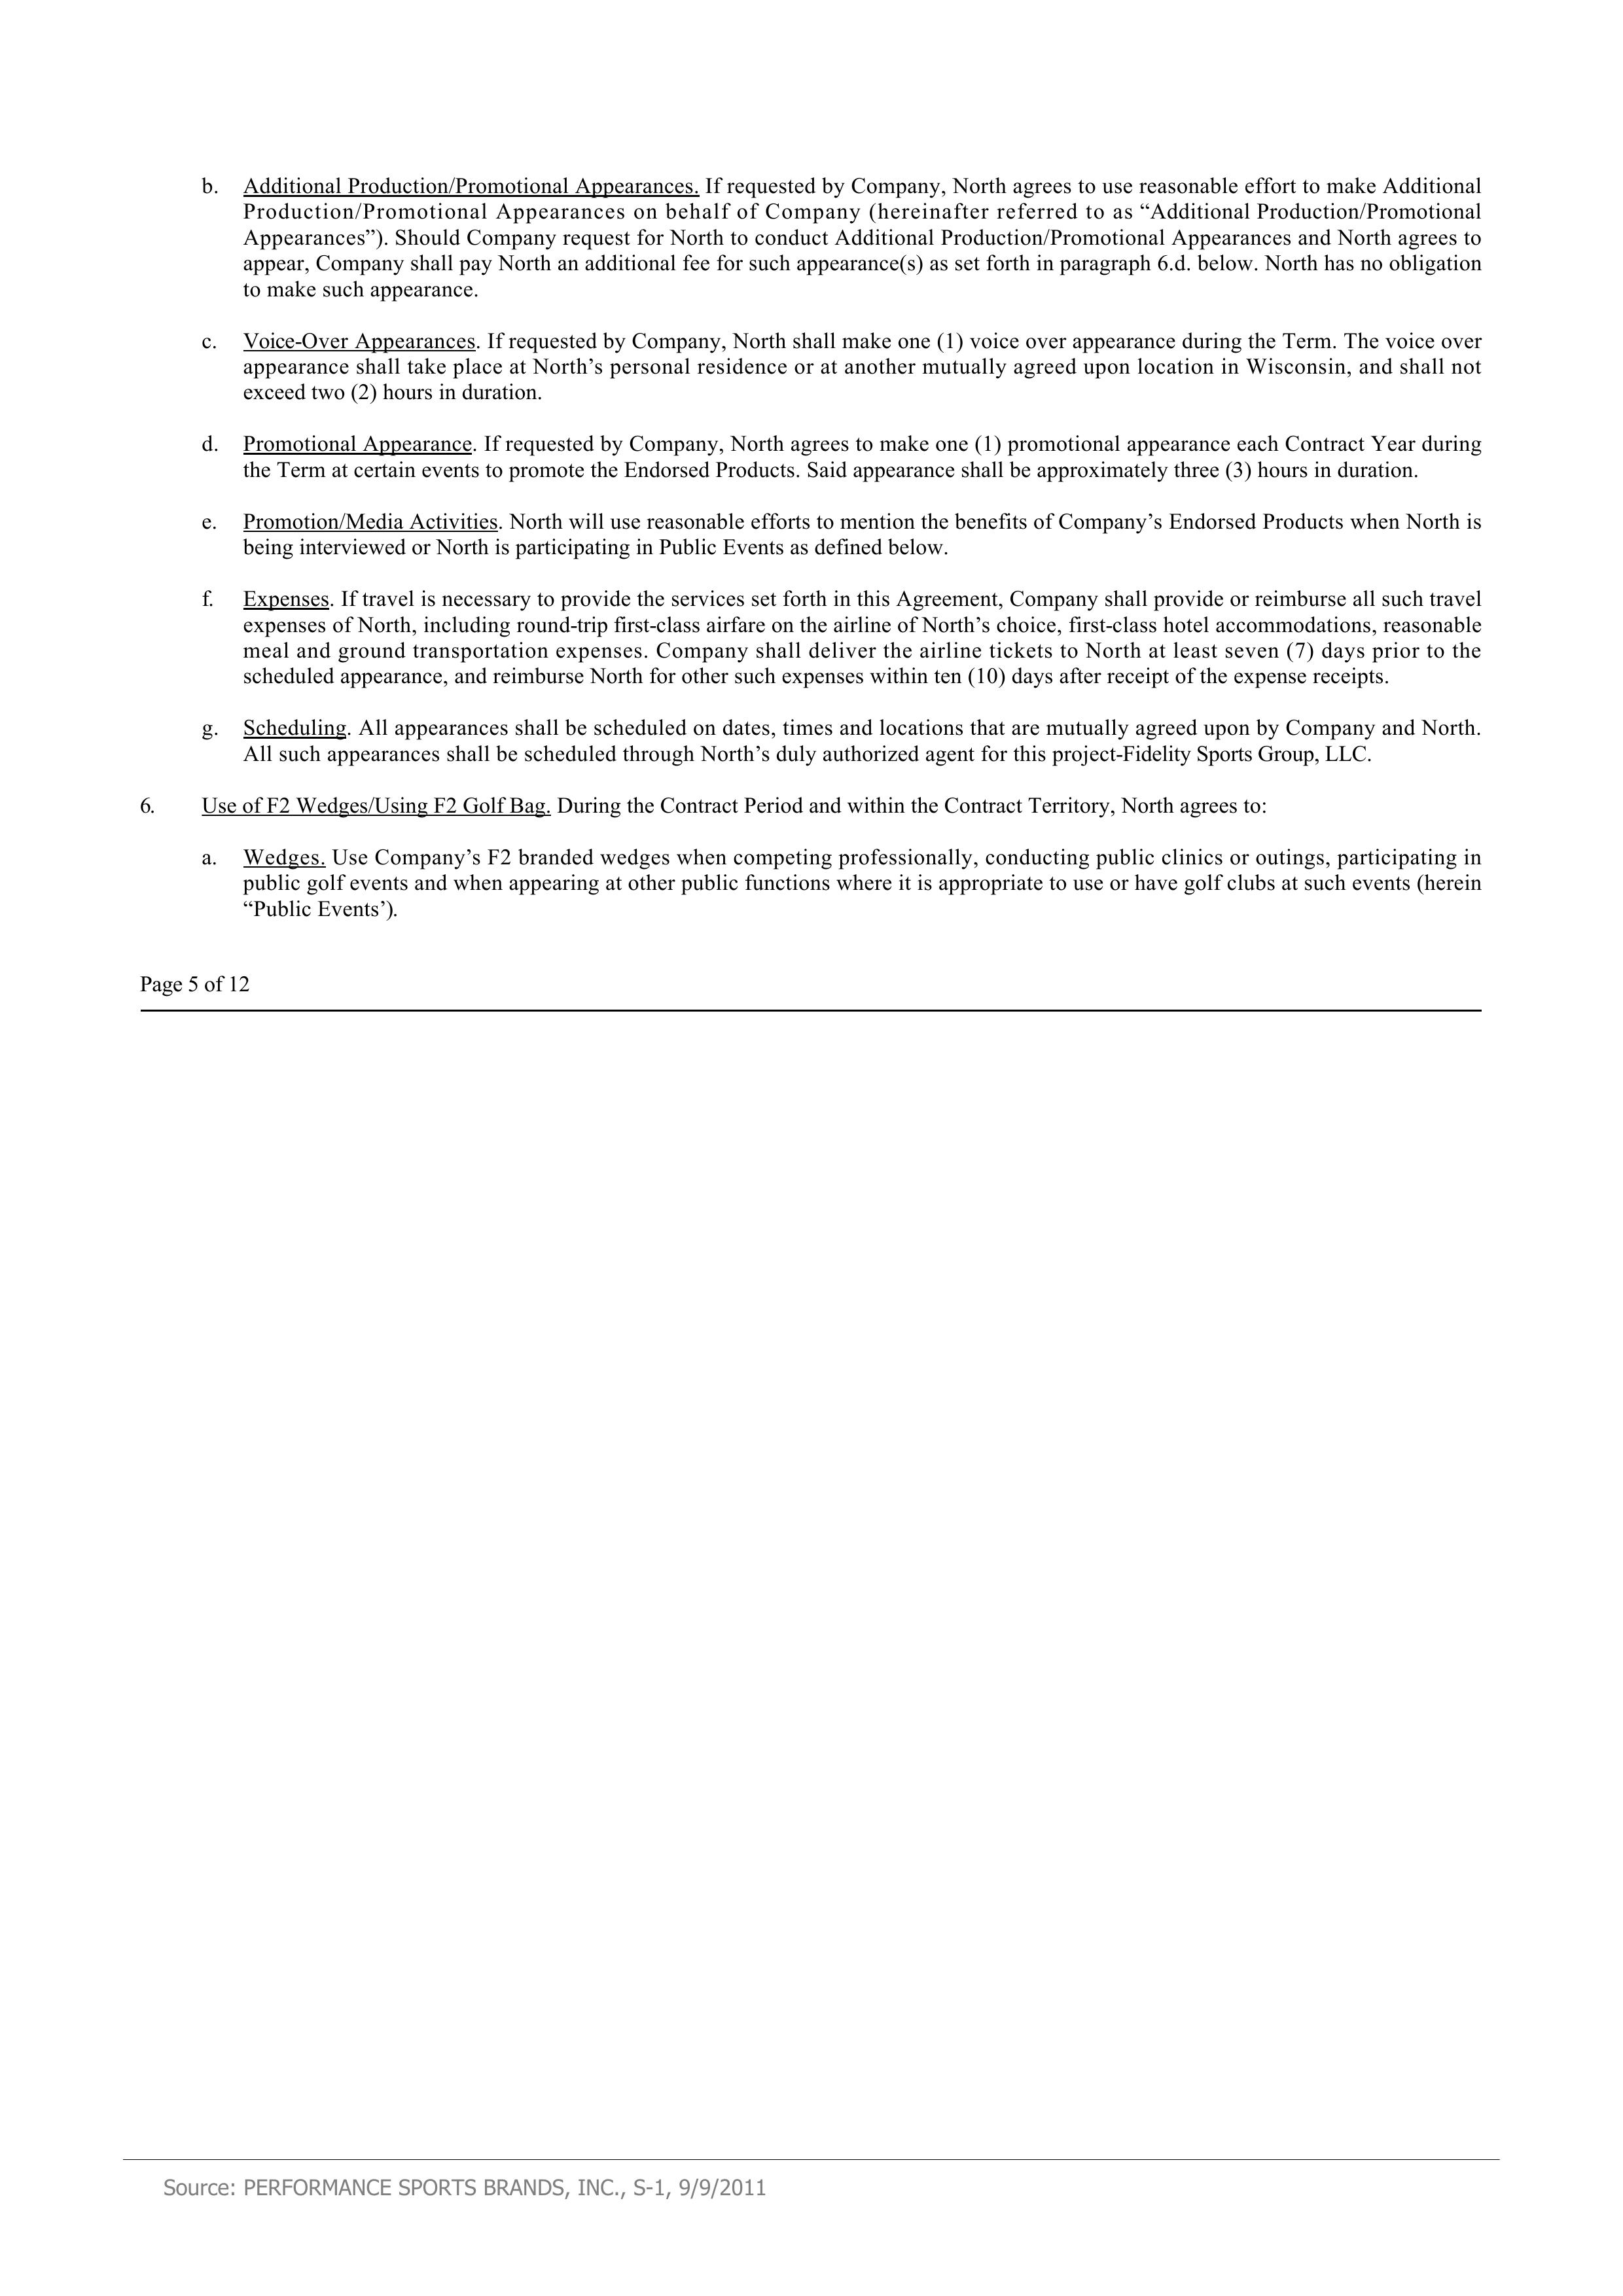 b. Additional Production/Promotional Appearances. If requested by Company, North agrees to use reasonable effort to make Additional
Production/Promotional Appearances on behalf of Company (hereinafter referred to as “Additional Production/Promotional
Appearances”). Should Company request for North to conduct Additional Production/Promotional Appearances and North agrees to
appear, Company shall pay North an additional fee for such appearance(s) as set forth in paragraph 6.d. below. North has no obligation
to make such appearance.
c. Voice-Over Appearances. If requested by Company, North shall make one (1) voice over appearance during the Term. The voice over
appearance shall take place at North’s personal residence or at another mutually agreed upon location in Wisconsin, and shall not
exceed two (2) hours in duration.
d. Promotional Appearance. If requested by Company, North agrees to make one (1) promotional appearance each Contract Year during
the Term at certain events to promote the Endorsed Products. Said appearance shall be approximately three (3) hours in duration.
e. Promotion/Media Activities. North will use reasonable efforts to mention the benefits of Company’s Endorsed Products when North is
being interviewed or North is participating in Public Events as defined below.
f. Expenses. If travel is necessary to provide the services set forth in this Agreement, Company shall provide or reimburse all such travel
expenses of North, including round-trip first-class airfare on the airline of North’s choice, first-class hotel accommodations, reasonable
meal and ground transportation expenses. Company shall deliver the airline tickets to North at least seven (7) days prior to the
scheduled appearance, and reimburse North for other such expenses within ten (10) days after receipt of the expense receipts.
g. Scheduling. All appearances shall be scheduled on dates, times and locations that are mutually agreed upon by Company and North.
All such appearances shall be scheduled through North’s duly authorized agent for this project-Fidelity Sports Group, LLC.
6. Use of F2 Wedges/Using F2 Golf Bag. During the Contract Period and within the Contract Territory, North agrees to:
a. Wedges. Use Company’s F2 branded wedges when competing professionally, conducting public clinics or outings, participating in
public golf events and when appearing at other public functions where it is appropriate to use or have golf clubs at such events (herein
“Public Events’).
Page 5 of 12
Source: PERFORMANCE SPORTS BRANDS, INC., S-1, 9/9/2011